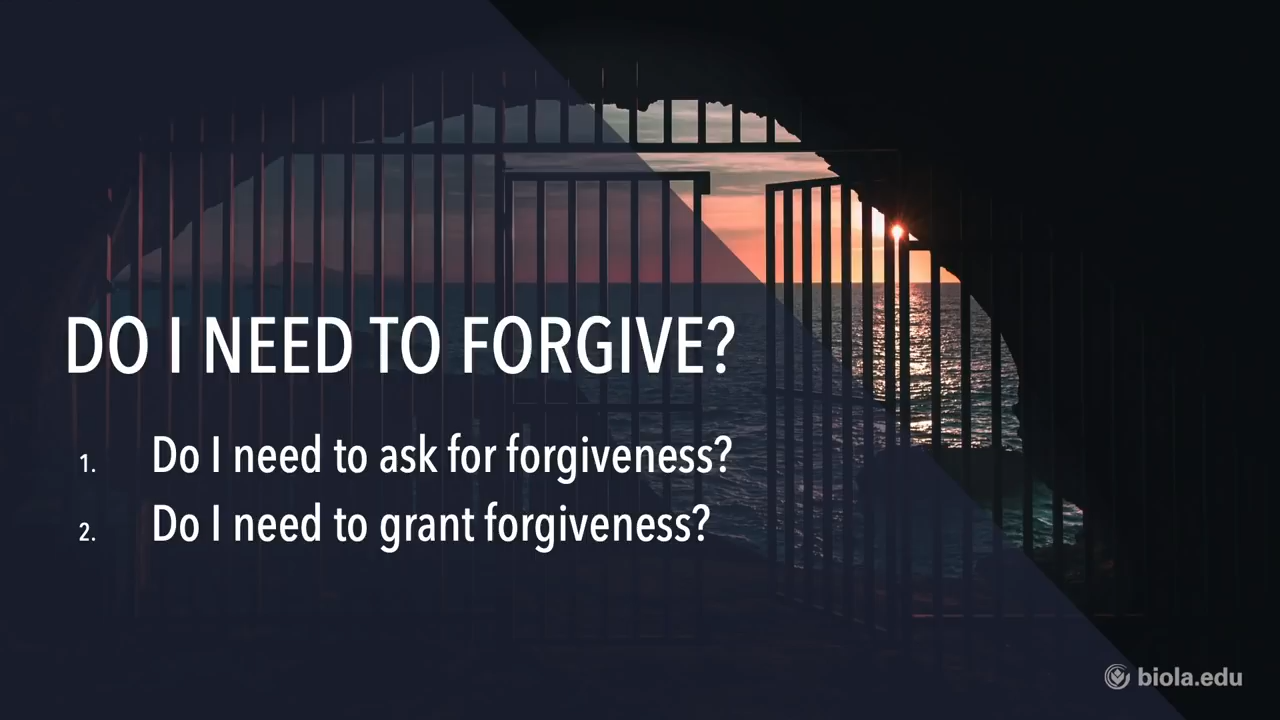 DO I NEED TO FORGIVE?
1. Do I need to ask for forgiveness?
2. Do I need to grant forgiveness?
biola.edu